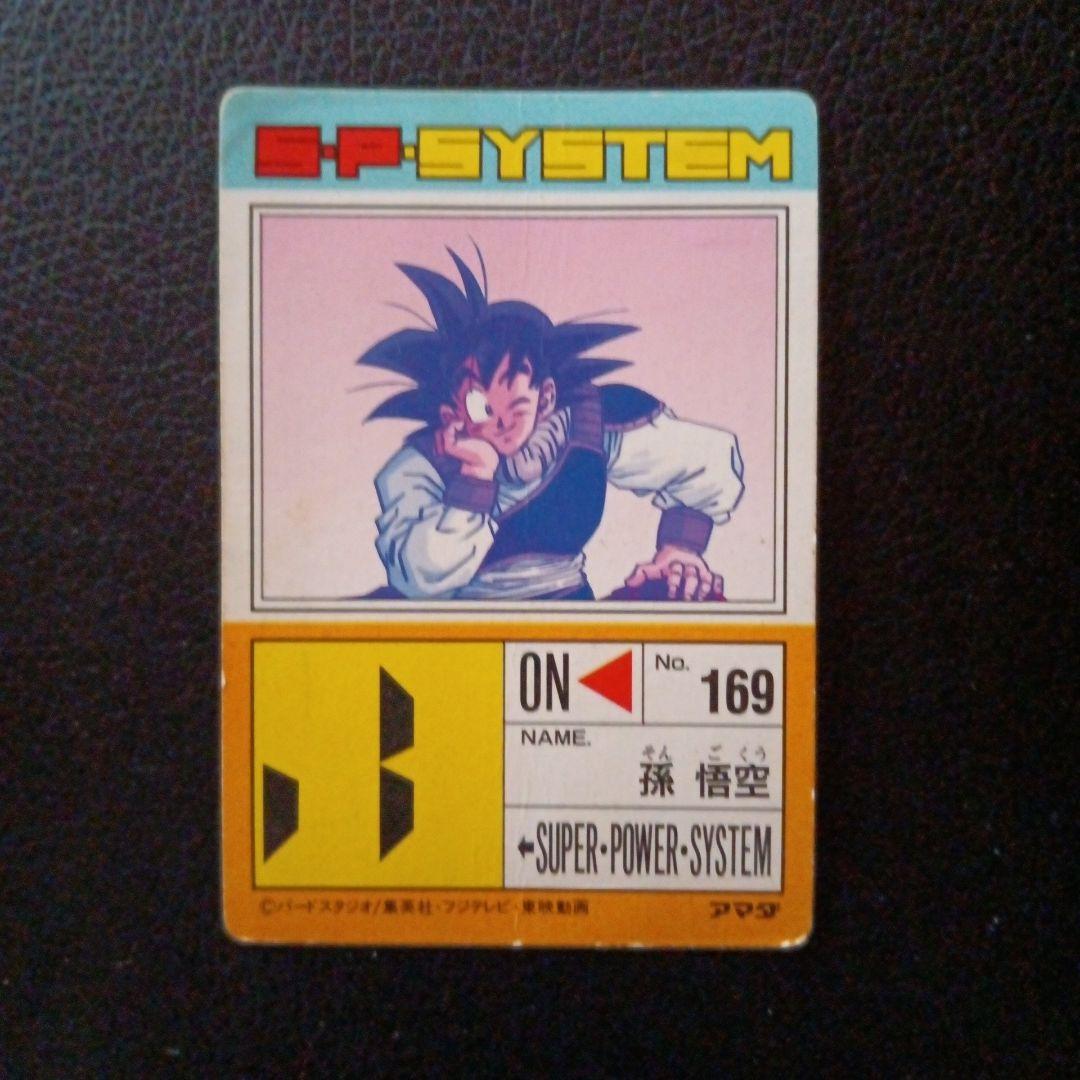 S・P・SYSTEM
ON
No. 169
NAME.
そん ごくう
孫 悟空
SUPER・POWER・SYSTEM
©バードスタジオ/集英社・フジテレビ・東映動画
アマダ